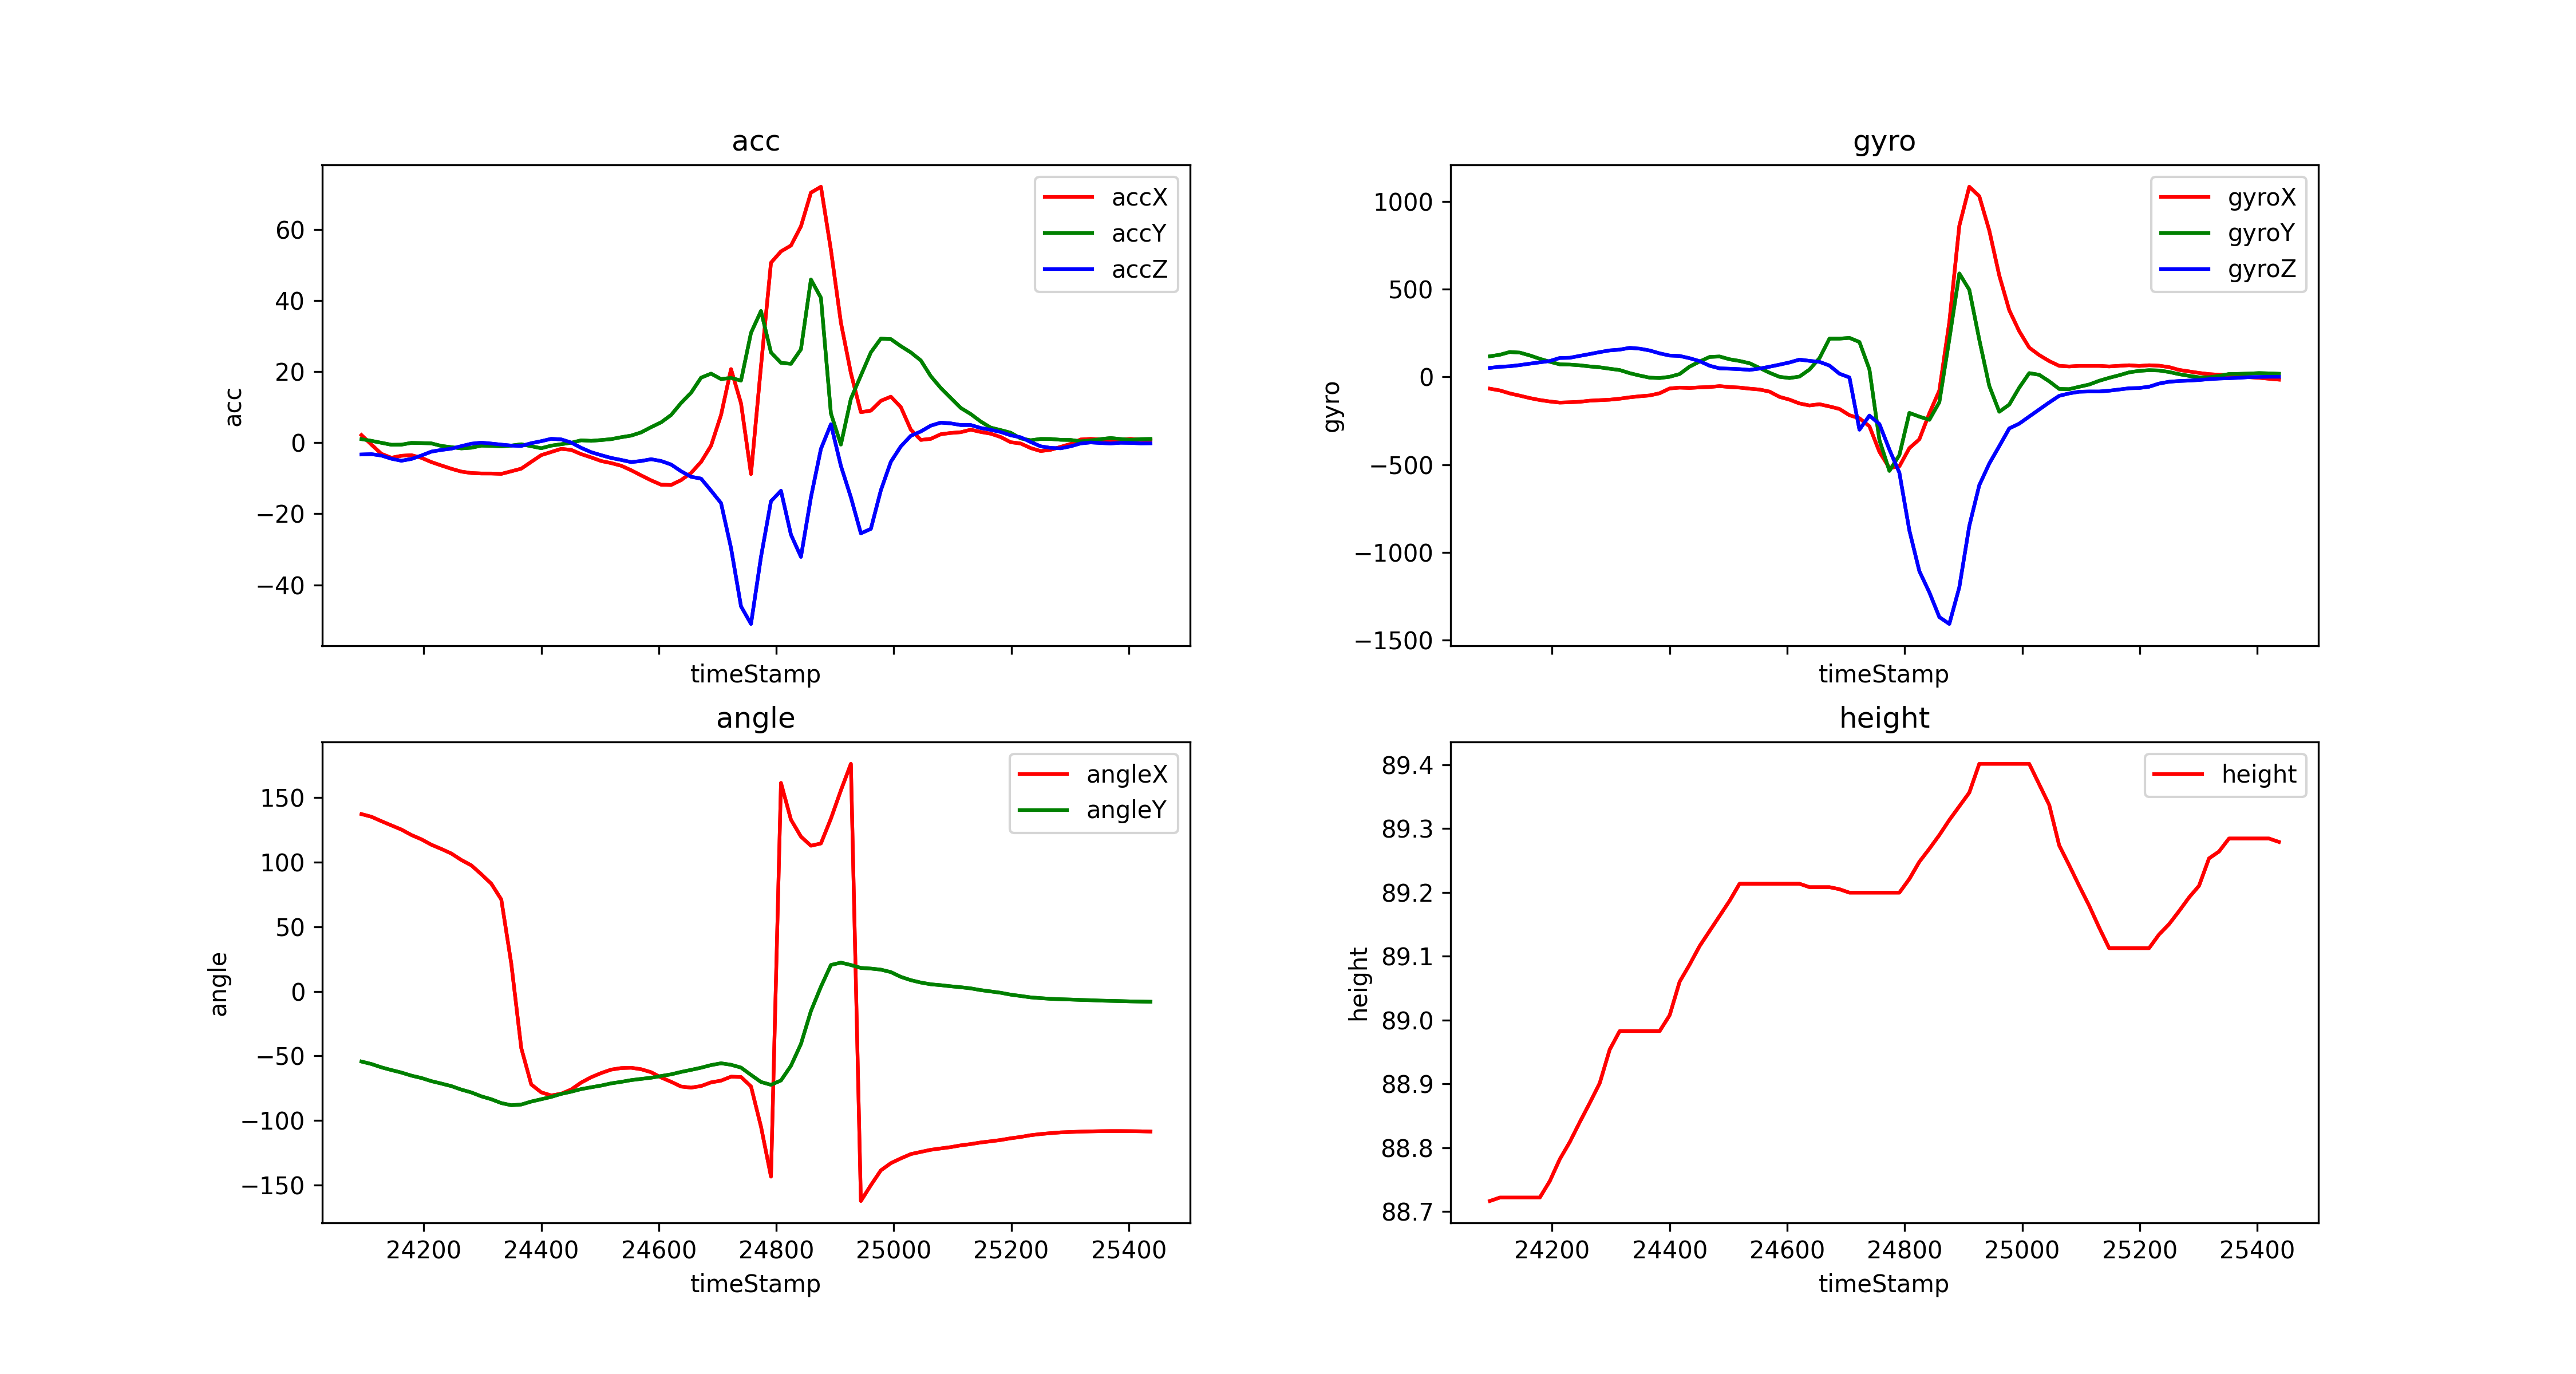 acc
acc
60
40
20
0
−20
−40
accX
accY
accZ
timeStamp
gyro
gyro
1000
500
0
−500
−1000
−1500
gyroX
gyroY
gyroZ
timeStamp
angle
angle
150
100
50
0
−50
−100
−150
angleX
angleY
24200 24400 24600 24800 25000 25200 25400
timeStamp
height
height
89.4
89.3
89.2
89.1
89.0
88.9
88.8
88.7
height
24200 24400 24600 24800 25000 25200 25400
timeStamp